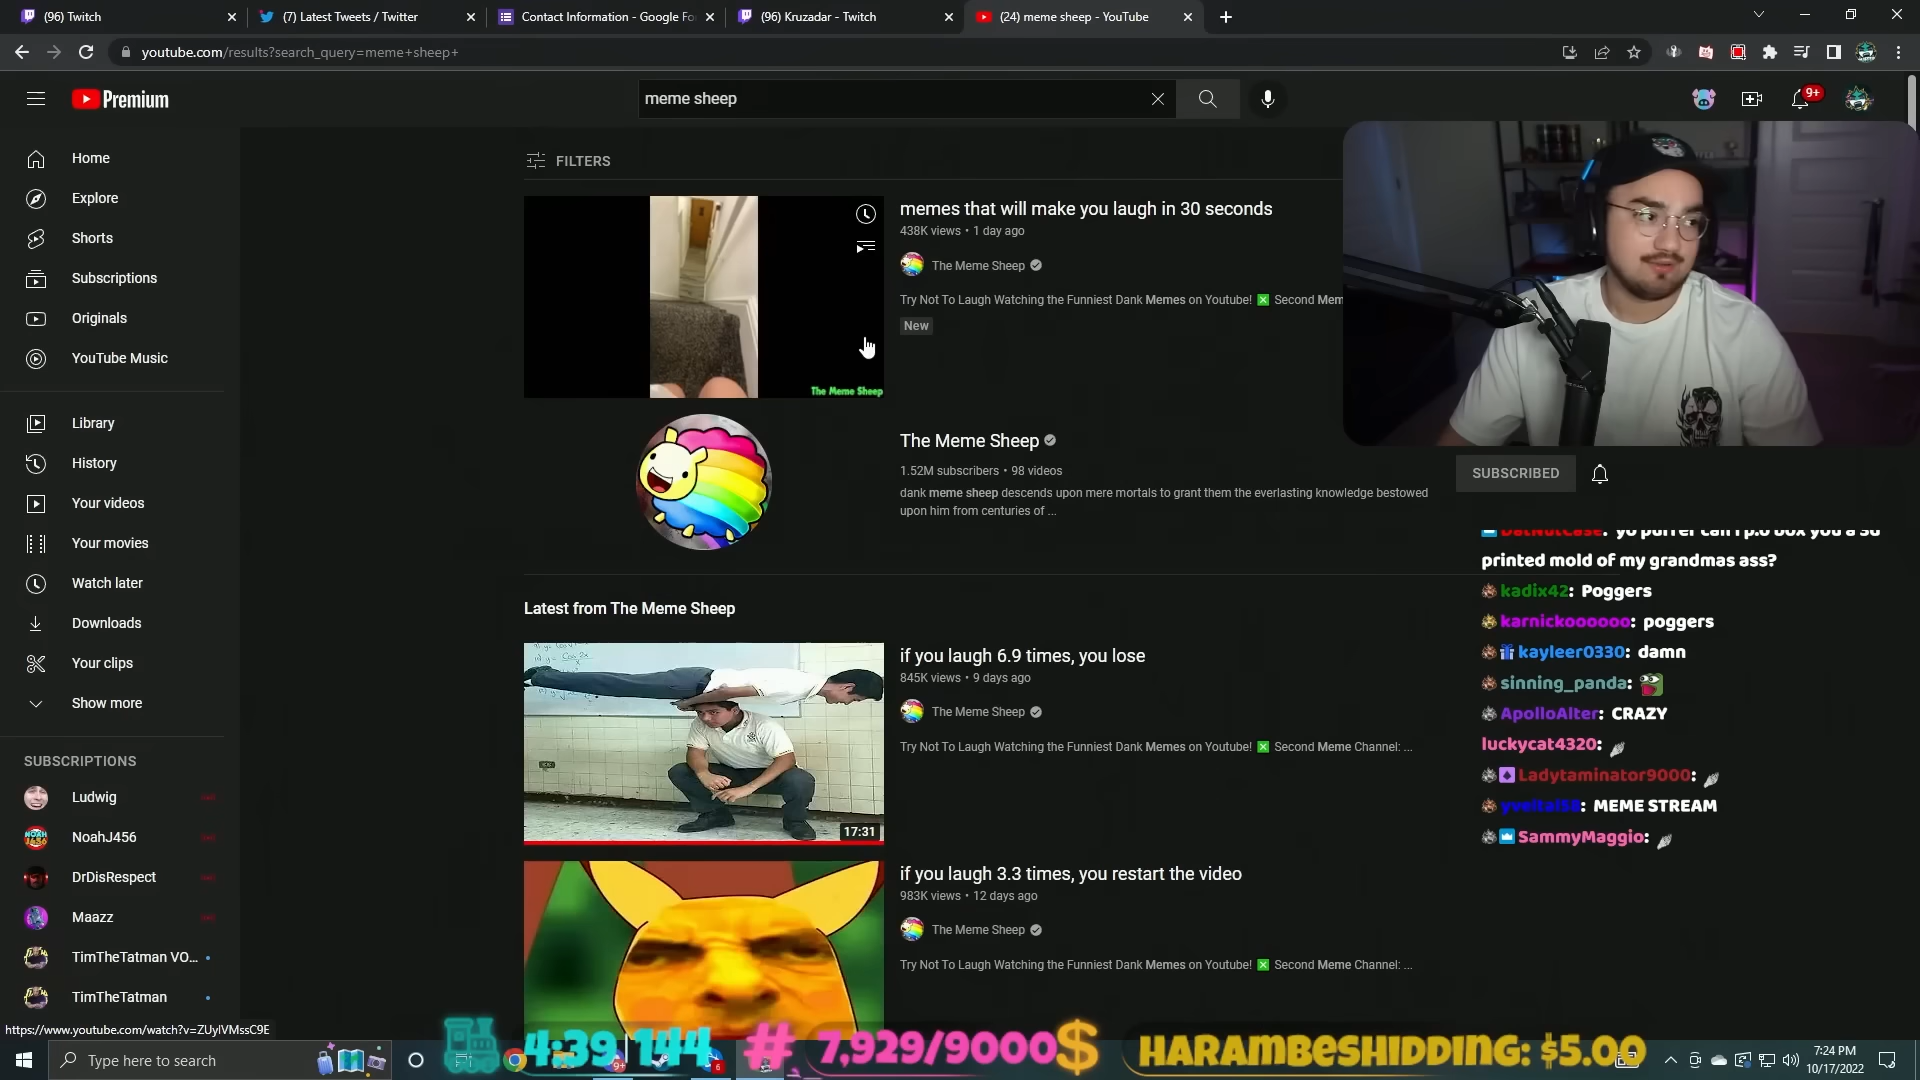 (96) Twitch
(7) Latest Tweets / Twitter
Contact Information - Google Fo
(96) Kruzadar - Twitch
(24) meme sheep - YouTube
youtube.com/results?search_query=meme+sheep+
Premium
meme sheep
9+
Home
Explore
Shorts
Subscriptions
Originals
YouTube Music
Library
History
Your videos
Your movies
Watch later
Downloads
Your clips
Show more
SUBSCRIPTIONS
Ludwig
NoahJ456
DrDisRespect
Maazz
TimTheTatman VO...
TimTheTatman
FILTERS
The Meme Sheep
memes that will make you laugh in 30 seconds
438K views • 1 day ago
The Meme Sheep
Try Not To Laugh Watching the Funniest Dank Memes on Youtube! ❎ Second Mem
New
The Meme Sheep
1.52M subscribers • 98 videos
dank meme sheep descends upon mere mortals to grant them the everlasting knowledge bestowed
upon him from centuries of ...
SUBSCRIBED
Latest from The Meme Sheep
17:31
if you laugh 6.9 times, you lose
845K views • 9 days ago
The Meme Sheep
Try Not To Laugh Watching the Funniest Dank Memes on Youtube! ❎ Second Meme Channel: ...
if you laugh 3.3 times, you restart the video
983K views • 12 days ago
The Meme Sheep
Try Not To Laugh Watching the Funniest Dank Memes on Youtube! ❎ Second Meme Channel: ...
DatNutCase: yo purrer can i p.o box you a 3d
printed mold of my grandmas ass?
kadix42: Poggers
karnickoooooo: poggers
kayleer0330: damn
sinning_panda:
ApolloAlter: CRAZY
luckycat4320:
Ladytaminator9000:
yveltal58: MEME STREAM
SammyMaggio:
https://www.youtube.com/watch?v=ZUylVMssC9E
Type here to search
4:39 144 # 7,929/9000 $ HARAMBESHIDDING: $5.00
9+
6
7:24 PM
10/17/2022